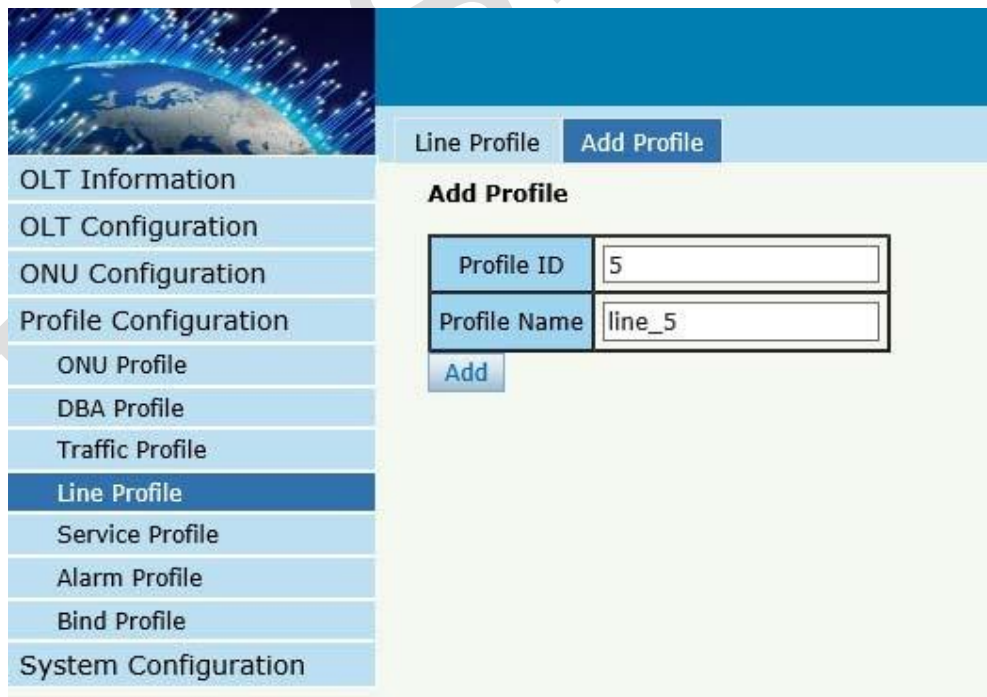 Line Profile
Add Profile
OLT Information
OLT Configuration
ONU Configuration
Profile Configuration
ONU Profile
DBA Profile
Traffic Profile
Line Profile
Service Profile
Alarm Profile
Bind Profile
System Configuration
Add Profile
Profile ID 5
Profile Name line_5
Add